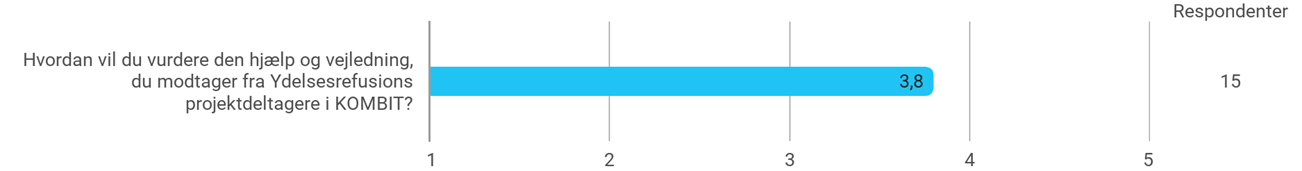 Respondenter
Hvordan vil du vurdere den hjælp og vejledning,
du modtager fra Ydelsesrefusions
projektdeltagere i KOMBIT?
3,8
15
1
2
3
4
5